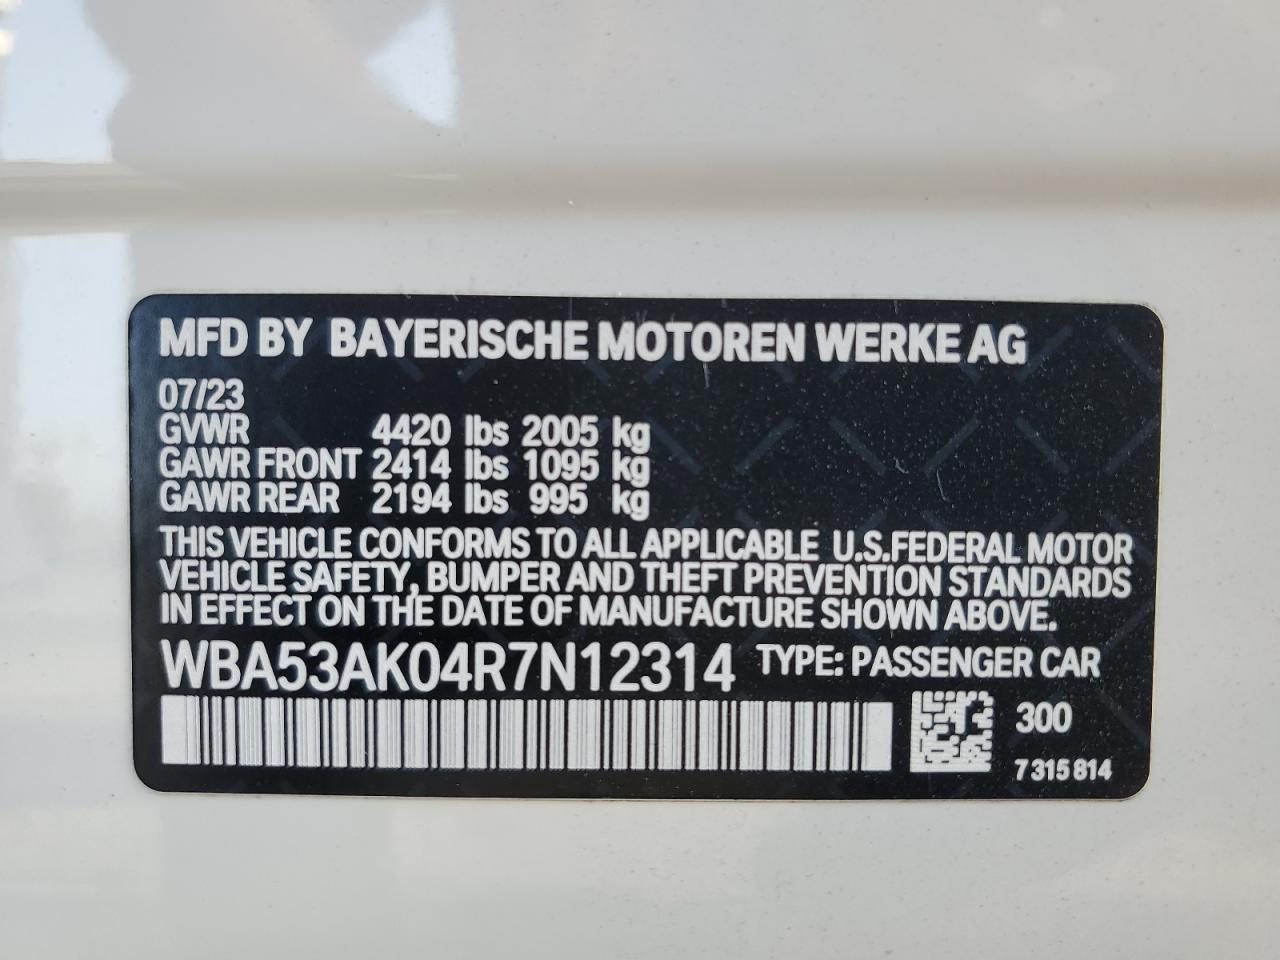 MFD BY BAYERISCHE MOTOREN WERKE AG
07/23
GVWR 4420 lbs 2005 kg
GAWR FRONT 2414 lbs 1095 kg
GAWR REAR 2194 lbs 995 kg
THIS VEHICLE CONFORMS TO ALL APPLICABLE U.S.FEDERAL MOTOR
VEHICLE SAFETY, BUMPER AND THEFT PREVENTION STANDARDS
IN EFFECT ON THE DATE OF MANUFACTURE SHOWN ABOVE.
WBA53AK04R7N12314 TYPE: PASSENGER CAR
300
7 315 814